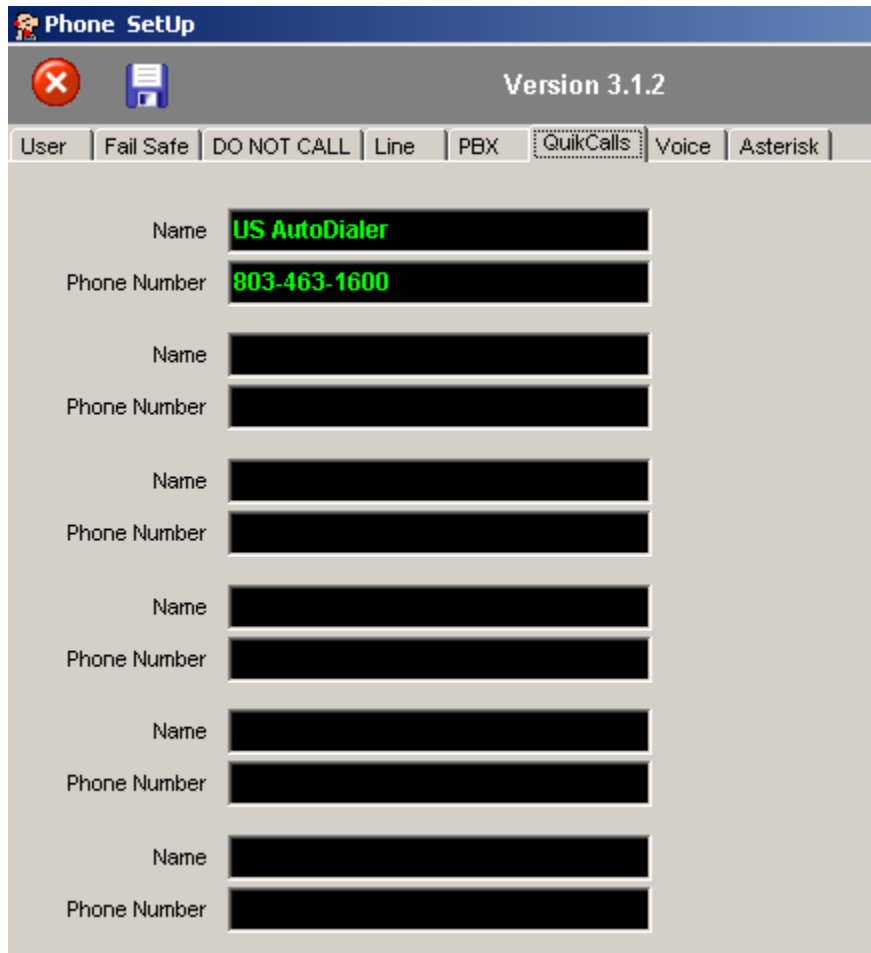 Phone SetUp
Version 3.1.2
User Fail Safe DO NOT CALL Line PBX QuikCalls Voice Asterisk
Name US AutoDialer
Phone Number 803-463-1600
Name
Phone Number
Name
Phone Number
Name
Phone Number
Name
Phone Number
Name
Phone Number